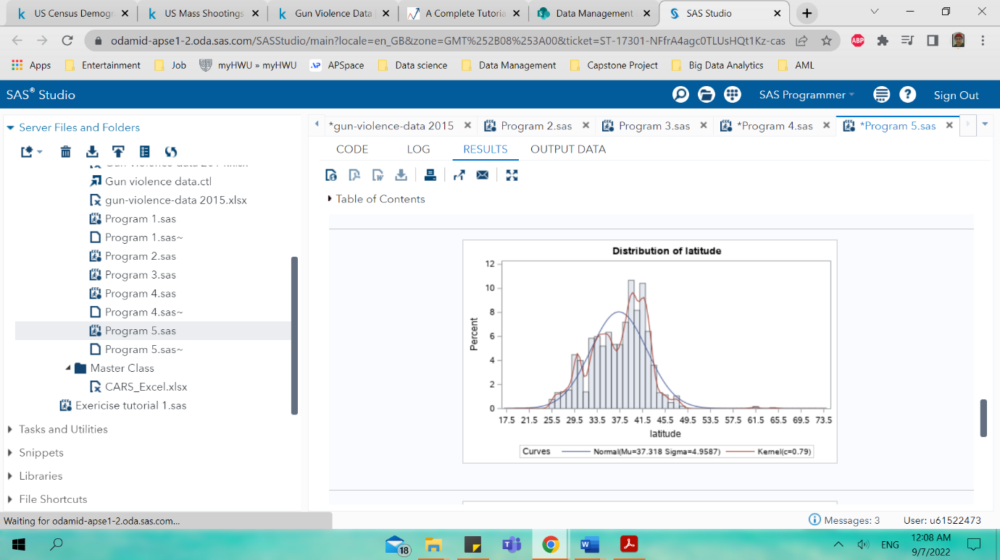 US Census Demogr
US Mass Shootings
Gun Violence Data
A Complete Tutoria
Data Management
SAS Studio
odamid-apse1-2.oda.sas.com/SASStudio/main?locale=en_GB&zone=GMT%252B08%253A00&ticket=ST-17301-NFfrA4agc0TLUsHQt1Kz-cas
ABP
Apps
Entertainment
Job
myHWU » myHWU
APSpace
Data science
Data Management
Capstone Project
Big Data Analytics
AML
SAS® Studio
SAS Programmer
Sign Out
Server Files and Folders
Gun violence data.ctl
gun-violence-data 2015.xlsx
Program 1.sas
Program 1.sas~
Program 2.sas
Program 3.sas
Program 4.sas
Program 4.sas~
Program 5.sas
Program 5.sas~
Master Class
CARS_Excel.xlsx
Exericise tutorial 1.sas
Tasks and Utilities
Snippets
Libraries
File Shortcuts
*gun-violence-data 2015
Program 2.sas
Program 3.sas
*Program 4.sas
*Program 5.sas
CODE
LOG
RESULTS
OUTPUT DATA
Table of Contents
Distribution of latitude
12
10
8
6
4
2
0
Percent
17.5 21.5 25.5 29.5 33.5 37.5 41.5 45.5 49.5 53.5 57.5 61.5 65.5 69.5 73.5
latitude
Curves
Normal(Mu=37.318 Sigma=4.9587)
Kernel(c=0.79)
Waiting for odamid-apse1-2.oda.sas.com...
Messages: 3
User: u61522473
18
ENG
12:08 AM
9/7/2022